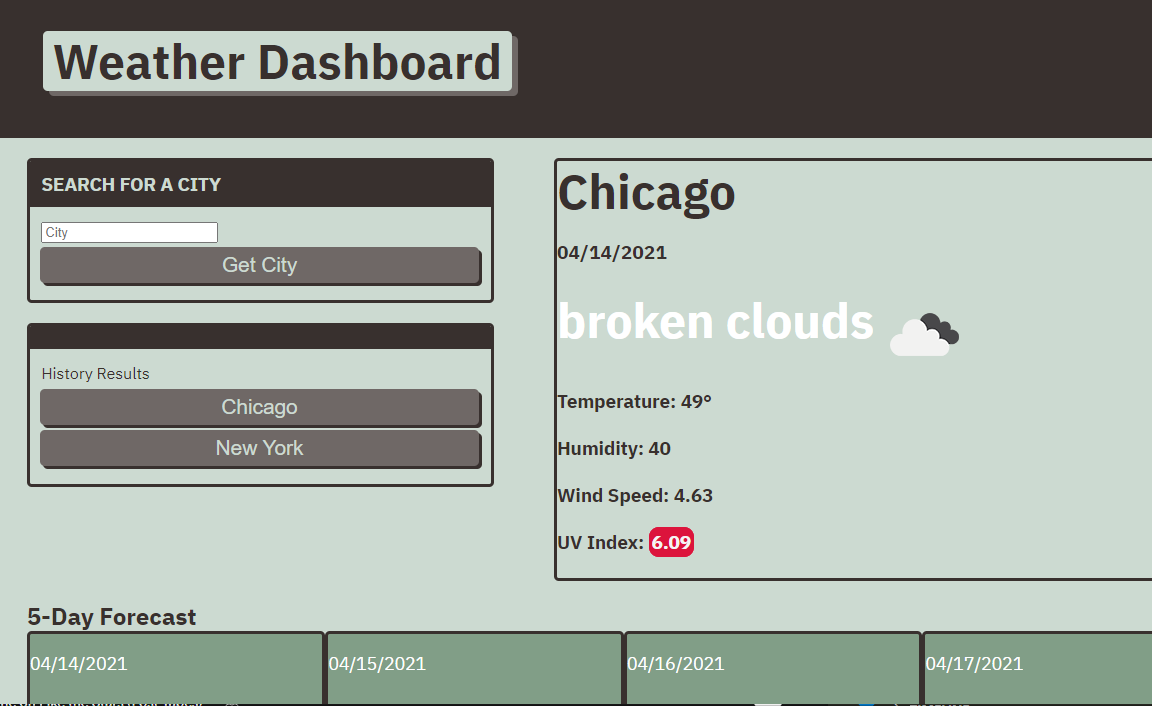 Weather Dashboard
SEARCH FOR A CITY
City
Get City
History Results
Chicago
New York
Chicago
04/14/2021
broken clouds
Temperature: 49°
Humidity: 40
Wind Speed: 4.63
UV Index: 6.09
5-Day Forecast
04/14/2021 04/15/2021 04/16/2021 04/17/2021